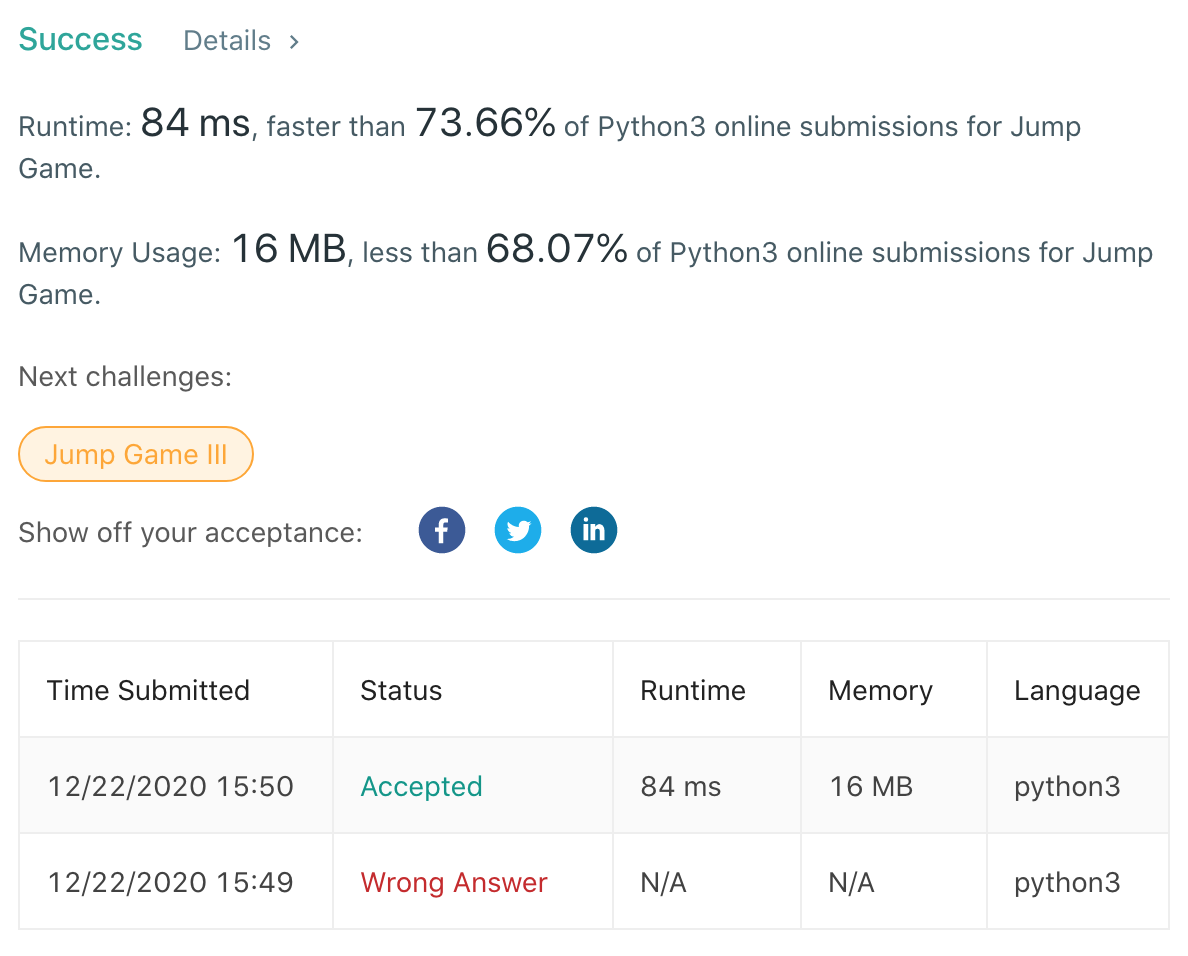 Success Details >
Runtime: 84 ms, faster than 73.66% of Python3 online submissions for Jump
Game.
Memory Usage: 16 MB, less than 68.07% of Python3 online submissions for Jump
Game.
Next challenges:
Jump Game III
Show off your acceptance: f in
Time Submitted Status Runtime Memory Language
12/22/2020 15:50 Accepted 84 ms 16 MB python3
12/22/2020 15:49 Wrong Answer N/A N/A python3